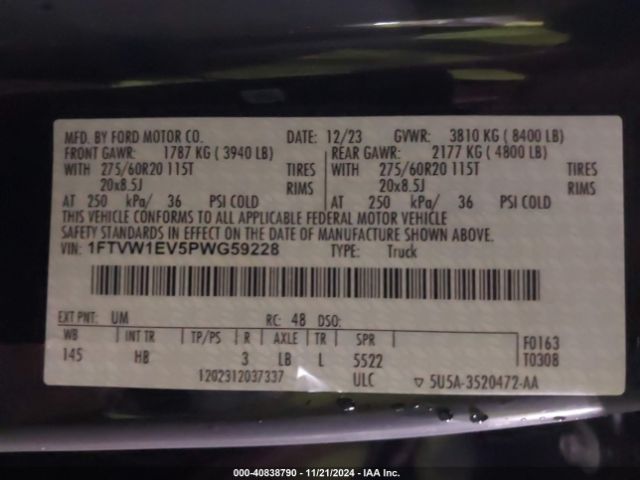 MFD. BY FORD MOTOR CO. DATE: 12/23 GVWR: 3810 KG ( 8400 LB)
FRONT GAWR: 1787 KG ( 3940 LB) REAR GAWR: 2177 KG ( 4800 LB)
WITH 275/60R20 115T TIRES WITH 275/60R20 115T TIRES
20x8.5J RIMS 20x8.5J RIMS
AT 250 kPa/ 36 PSI COLD AT 250 kPa/ 36 PSI COLD
THIS VEHICLE CONFORMS TO ALL APPLICABLE FEDERAL MOTOR VEHICLE
SAFETY STANDARDS IN EFFECT ON THE DATE OF MANUFACTURE SHOWN ABOVE.
VIN: 1FTVW1EV5PWG59228 TYPE: Truck
EXT PNT: UM RC: 48 DSO:
WB INT TR TP/PS R AXLE TR SPR F0163
145 HB 3 LB L 5522 T0308
1202312037337 ULC ▽ 5U5A-3520472-AA
000-40838790 - 11/21/2024 - IAA Inc.